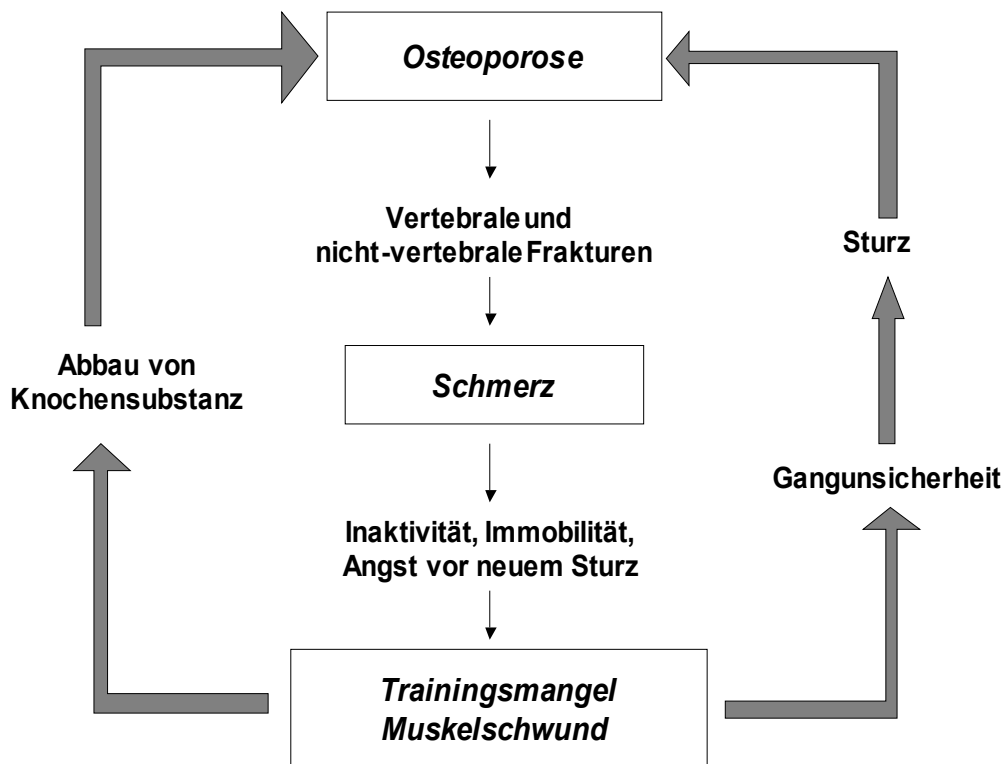 Osteoporose
Vertebrale und
nicht-vertebrale Frakturen
Sturz
Abbau von
Knochensubstanz
Schmerz
Gangunsicherheit
Inaktivität, Immobilität,
Angst vor neuem Sturz
Trainingsmangel
Muskelschwund